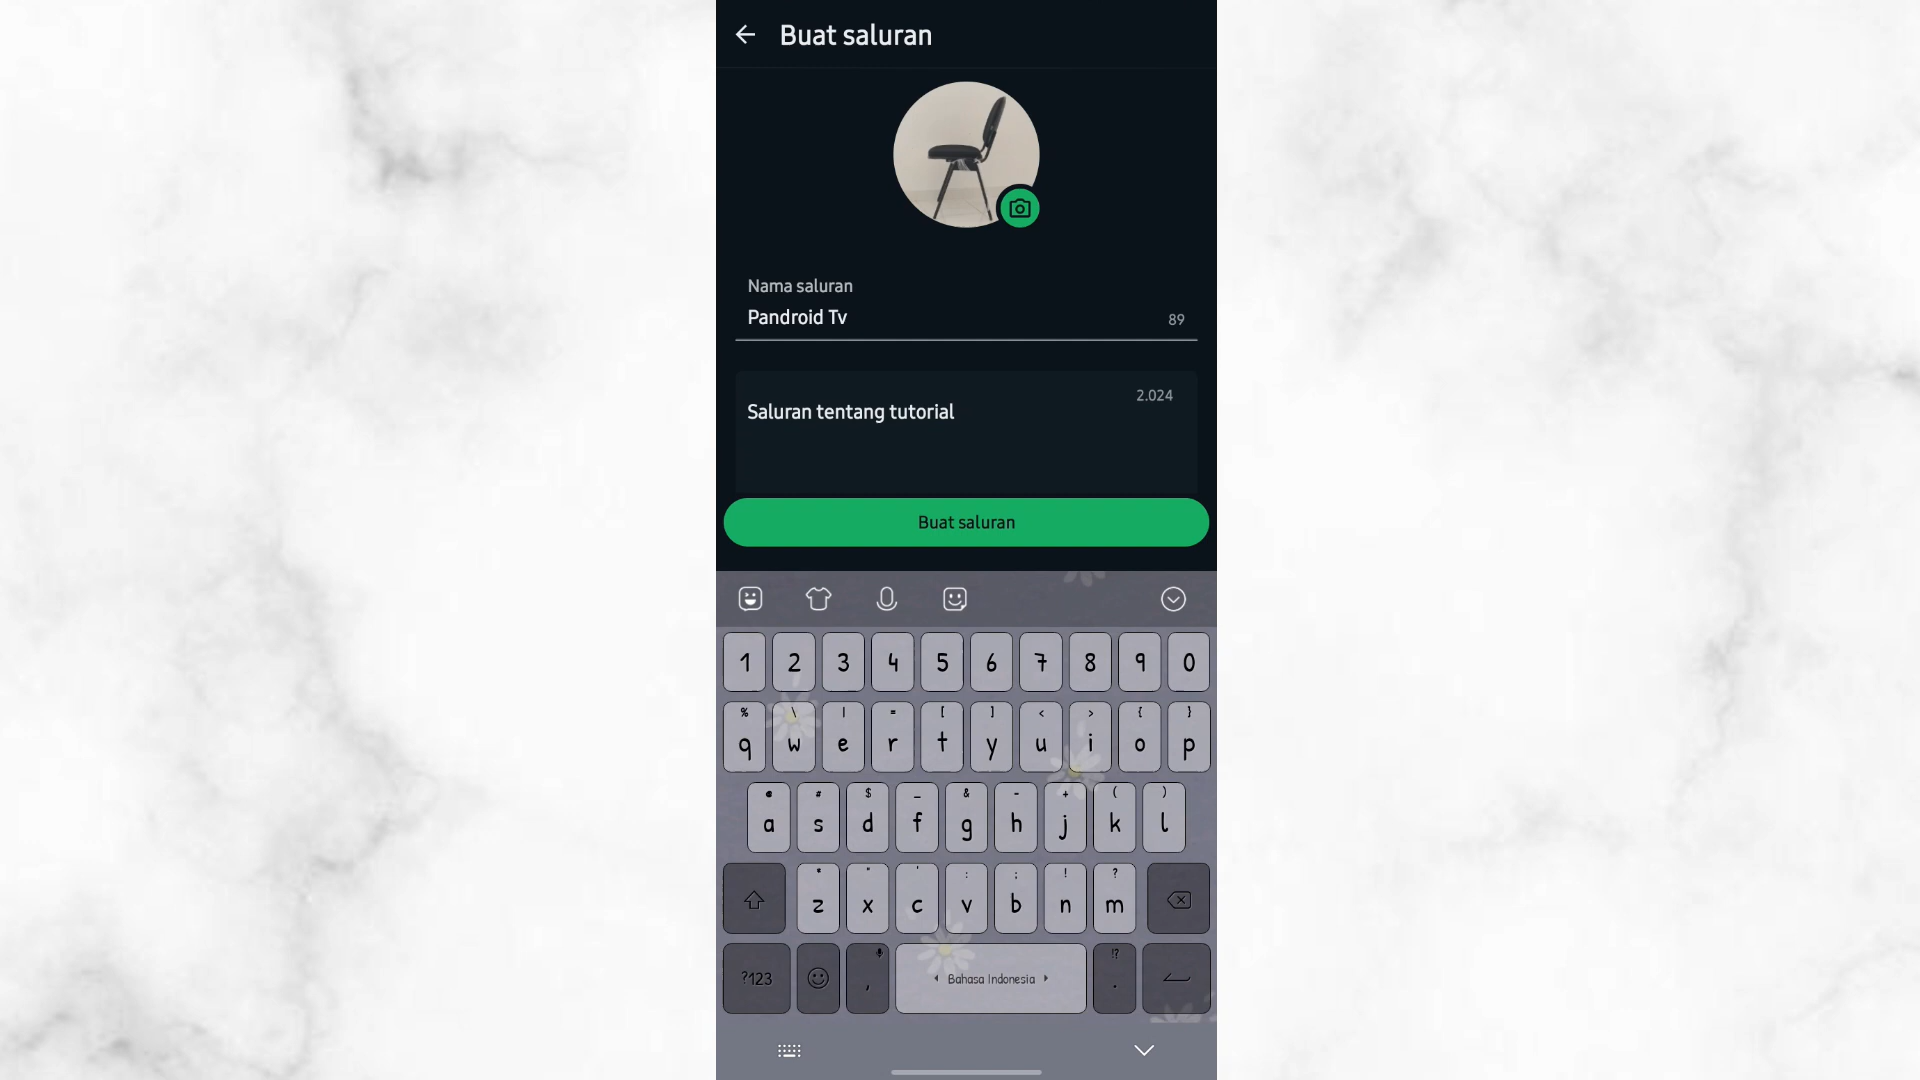 Buat saluran
Nama saluran
Pandroid Tv
89
2.024
Saluran tentang tutorial
Buat saluran
1 2 3 4 5 6 7 8 9 0
% \ | = [ ] < > { }
q w e r t y u i o p
@ # $ _ & - + ( )
a s d f g h j k l
* " ' : ; ! ?
z x c v b n m
!?
?123 , Bahasa Indonesia .